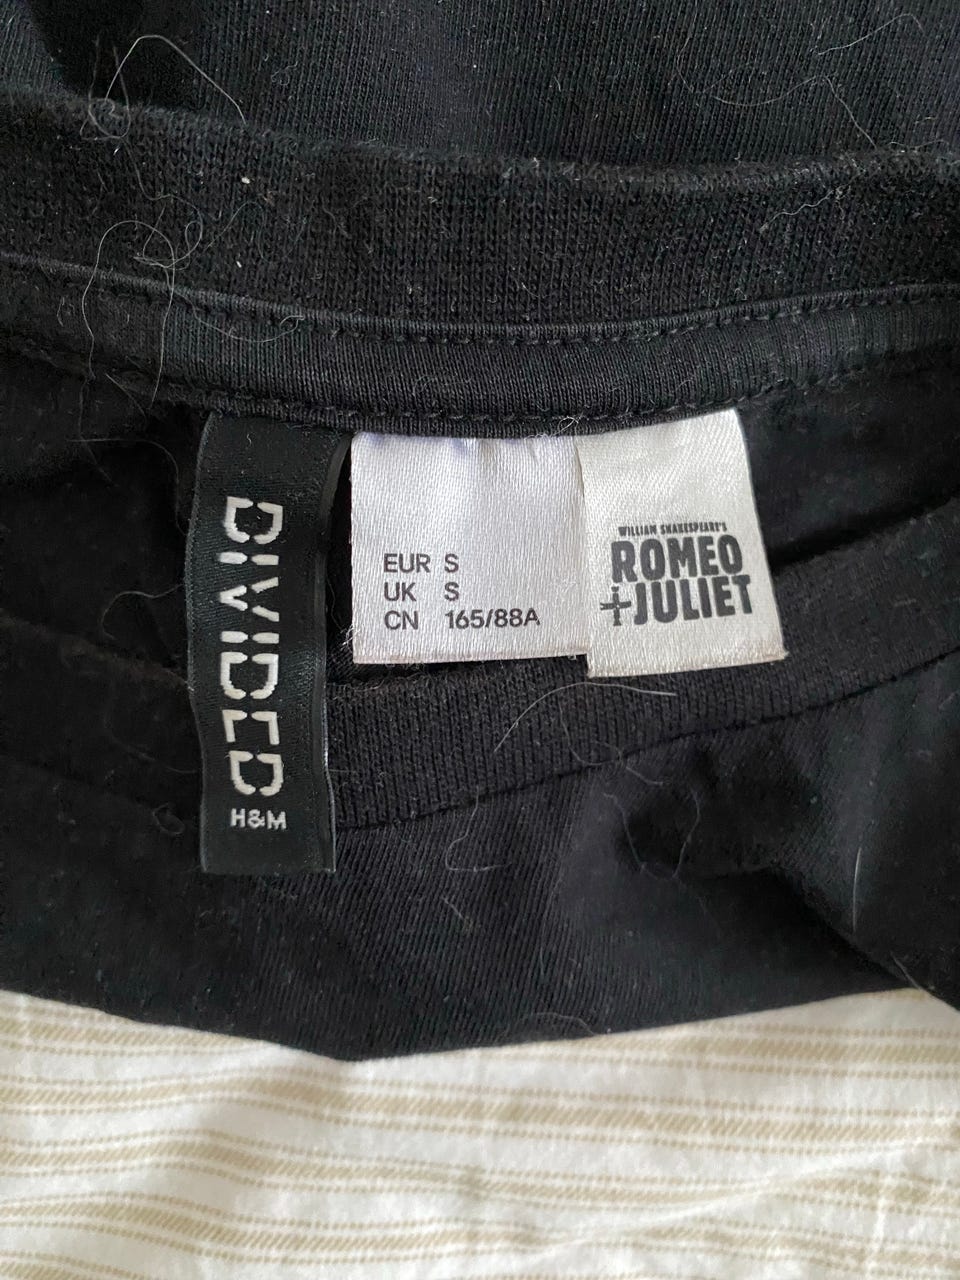 DIVIDED
H&M
EUR S
UK S
CN 165/88A
WILLIAM SHAKESPEARE'S
ROMEO
+JULIET